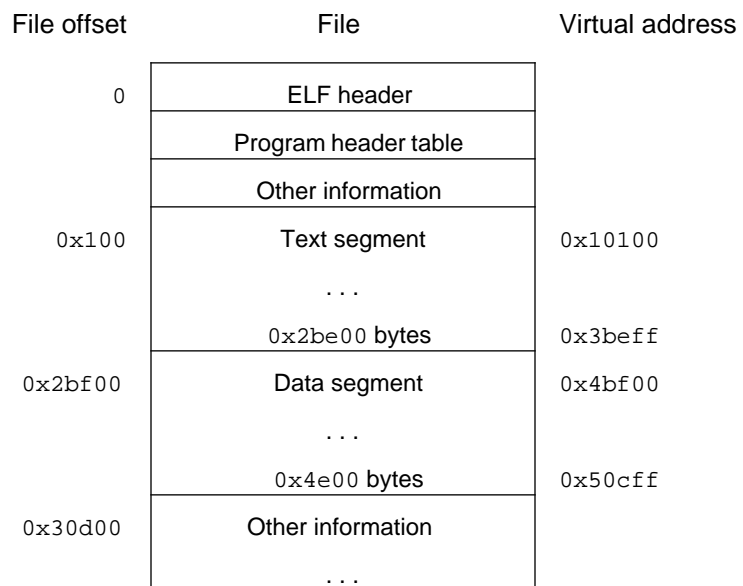 File offset File Virtual address
0 ELF header
Program header table
Other information
0x100 Text segment 0x10100
. . .
0x2be00 bytes 0x3beff
0x2bf00 Data segment 0x4bf00
. . .
0x4e00 bytes 0x50cff
0x30d00 Other information
. . .